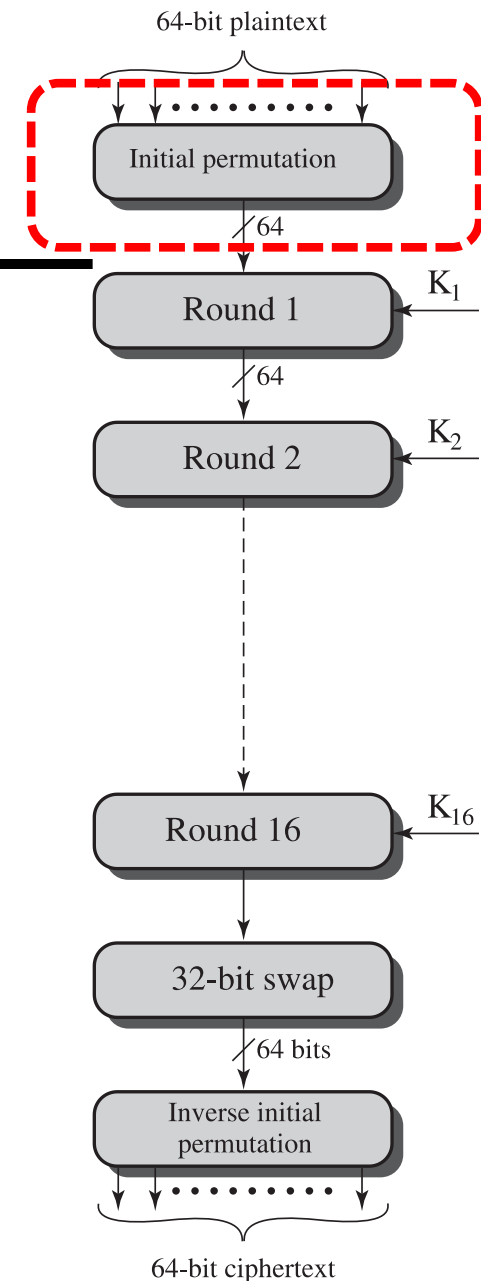 64-bit plaintext
Initial permutation
64
Round 1
K₁
64
Round 2
K₂
Round 16
K₁₆
32-bit swap
64 bits
Inverse initial
permutation
64-bit ciphertext